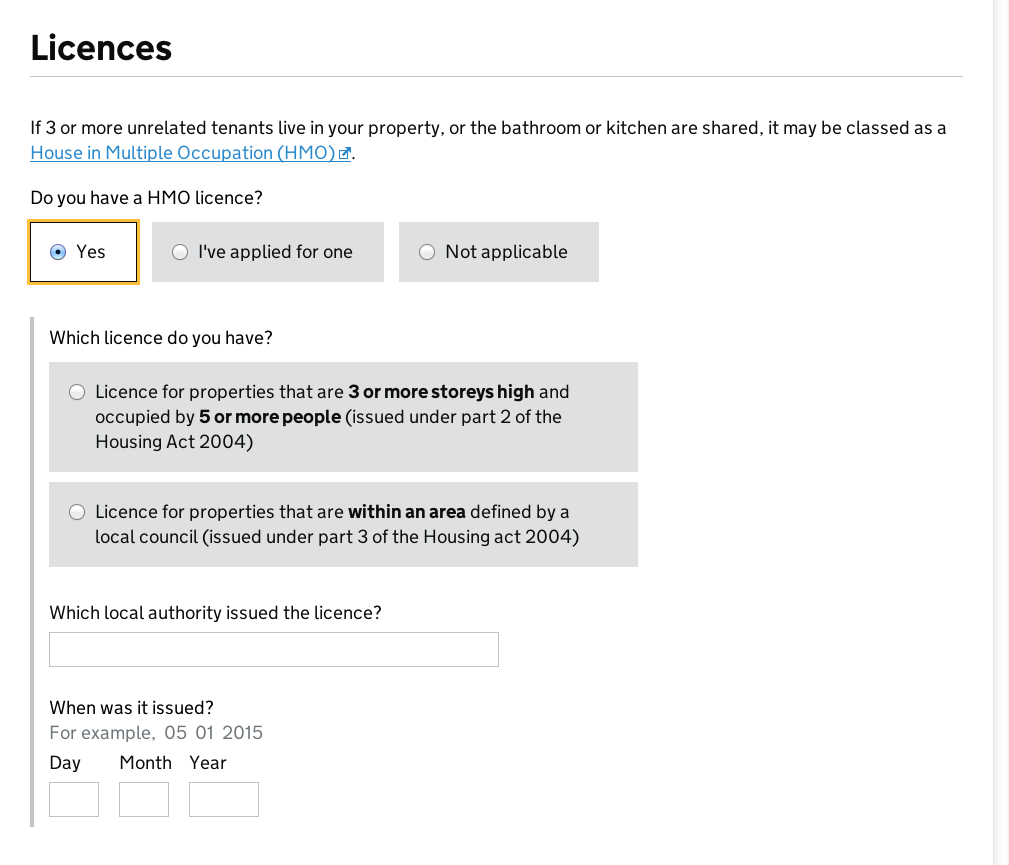 Licences
If 3 or more unrelated tenants live in your property, or the bathroom or kitchen are shared, it may be classed as a
House in Multiple Occupation (HMO).
Do you have a HMO licence?
Yes
I've applied for one
Not applicable
Which licence do you have?
Licence for properties that are 3 or more storeys high and
occupied by 5 or more people (issued under part 2 of the
Housing Act 2004)
Licence for properties that are within an area defined by a
local council (issued under part 3 of the Housing act 2004)
Which local authority issued the licence?
When was it issued?
For example, 05 01 2015
Day Month Year